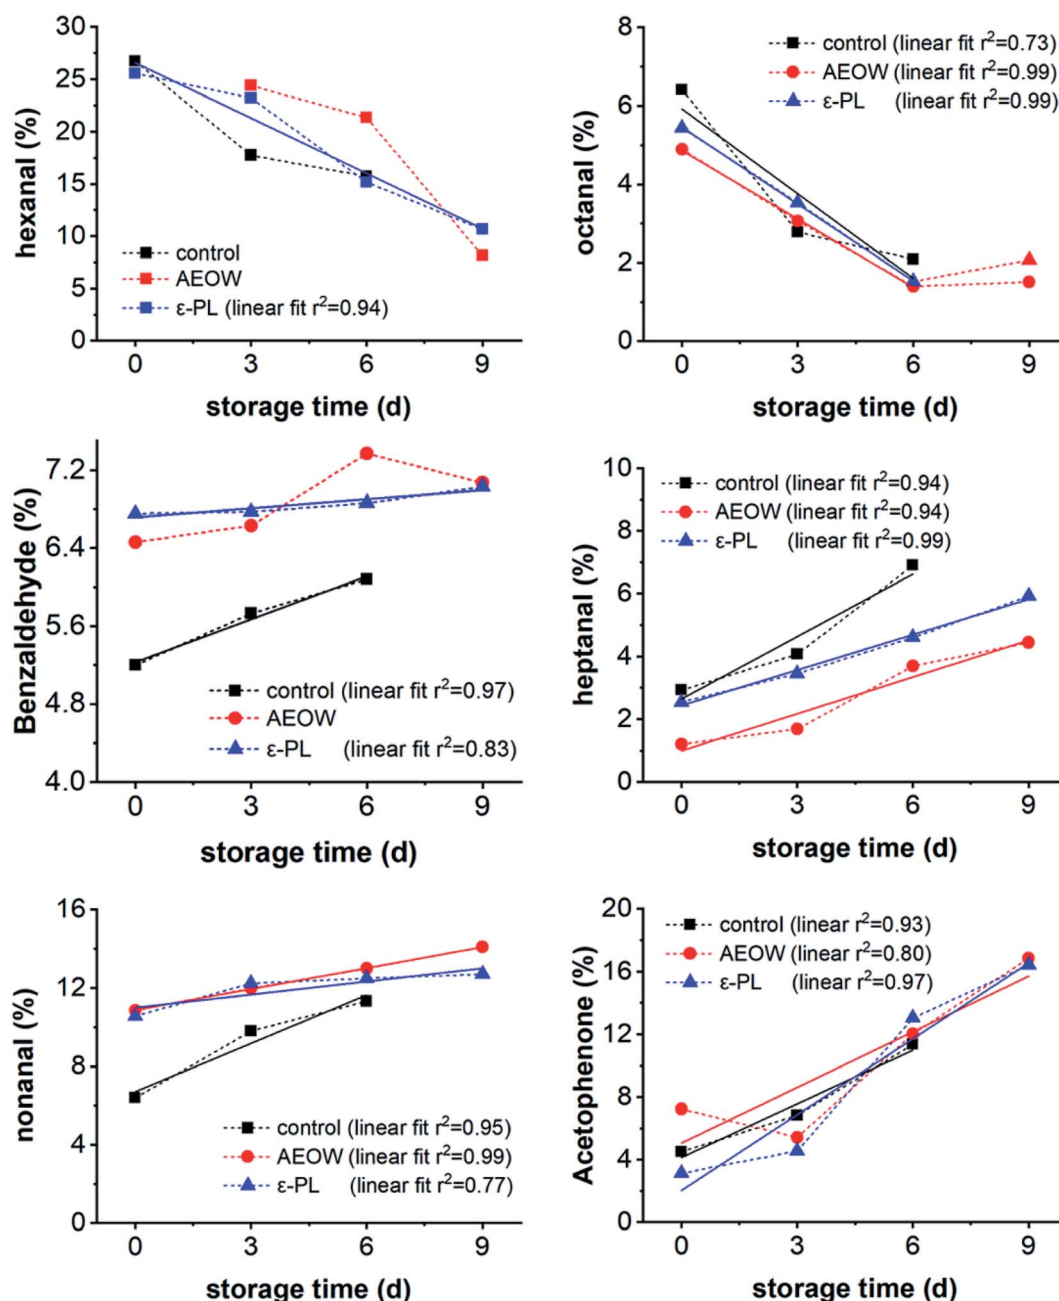 hexanal (%)
30
25
20
15
10
5
0
control
AEOW
ε-PL (linear fit r²=0.94)
0 3 6 9
storage time (d)
octanal (%)
8
6
4
2
0
control (linear fit r²=0.73)
AEOW (linear fit r²=0.99)
ε-PL (linear fit r²=0.99)
0 3 6 9
storage time (d)
Benzaldehyde (%)
7.2
6.4
5.6
4.8
4.0
control (linear fit r²=0.97)
AEOW
ε-PL (linear fit r²=0.83)
0 3 6 9
storage time (d)
heptanal (%)
10
8
6
4
2
0
control (linear fit r²=0.94)
AEOW (linear fit r²=0.94)
ε-PL (linear fit r²=0.99)
0 3 6 9
storage time (d)
nonanal (%)
16
12
8
4
0
control (linear fit r²=0.95)
AEOW (linear fit r²=0.99)
ε-PL (linear fit r²=0.77)
0 3 6 9
storage time (d)
Acetophenone (%)
20
16
12
8
4
0
control (linear r²=0.93)
AEOW (linear r²=0.80)
ε-PL (linear r²=0.97)
0 3 6 9
storage time (d)